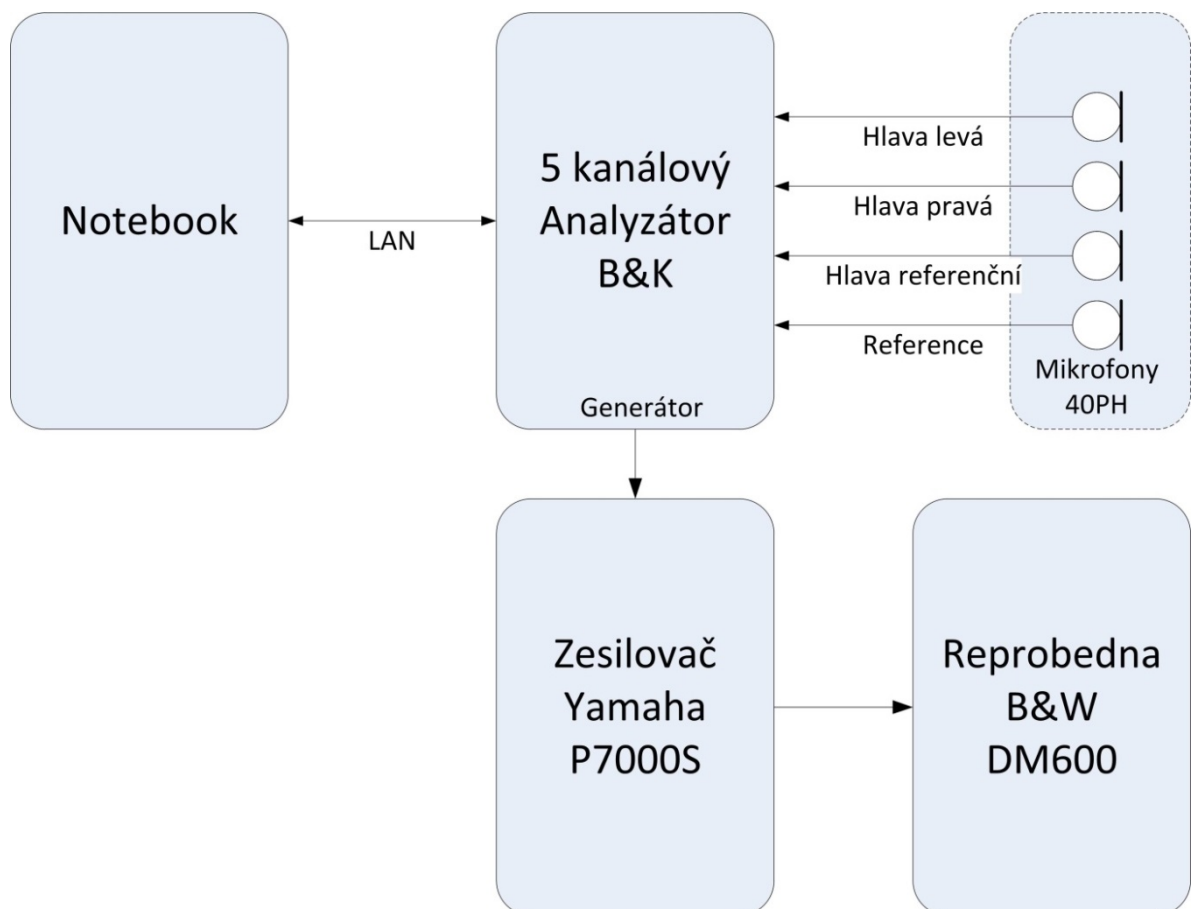 Notebook
LAN
5 kanálový
Analyzátor
B&K
Generátor
Hlava levá
Hlava pravá
Hlava referenční
Reference
Mikrofony
40PH
Zesilovač
Yamaha
P7000S
Reprobedna
B&W
DM600